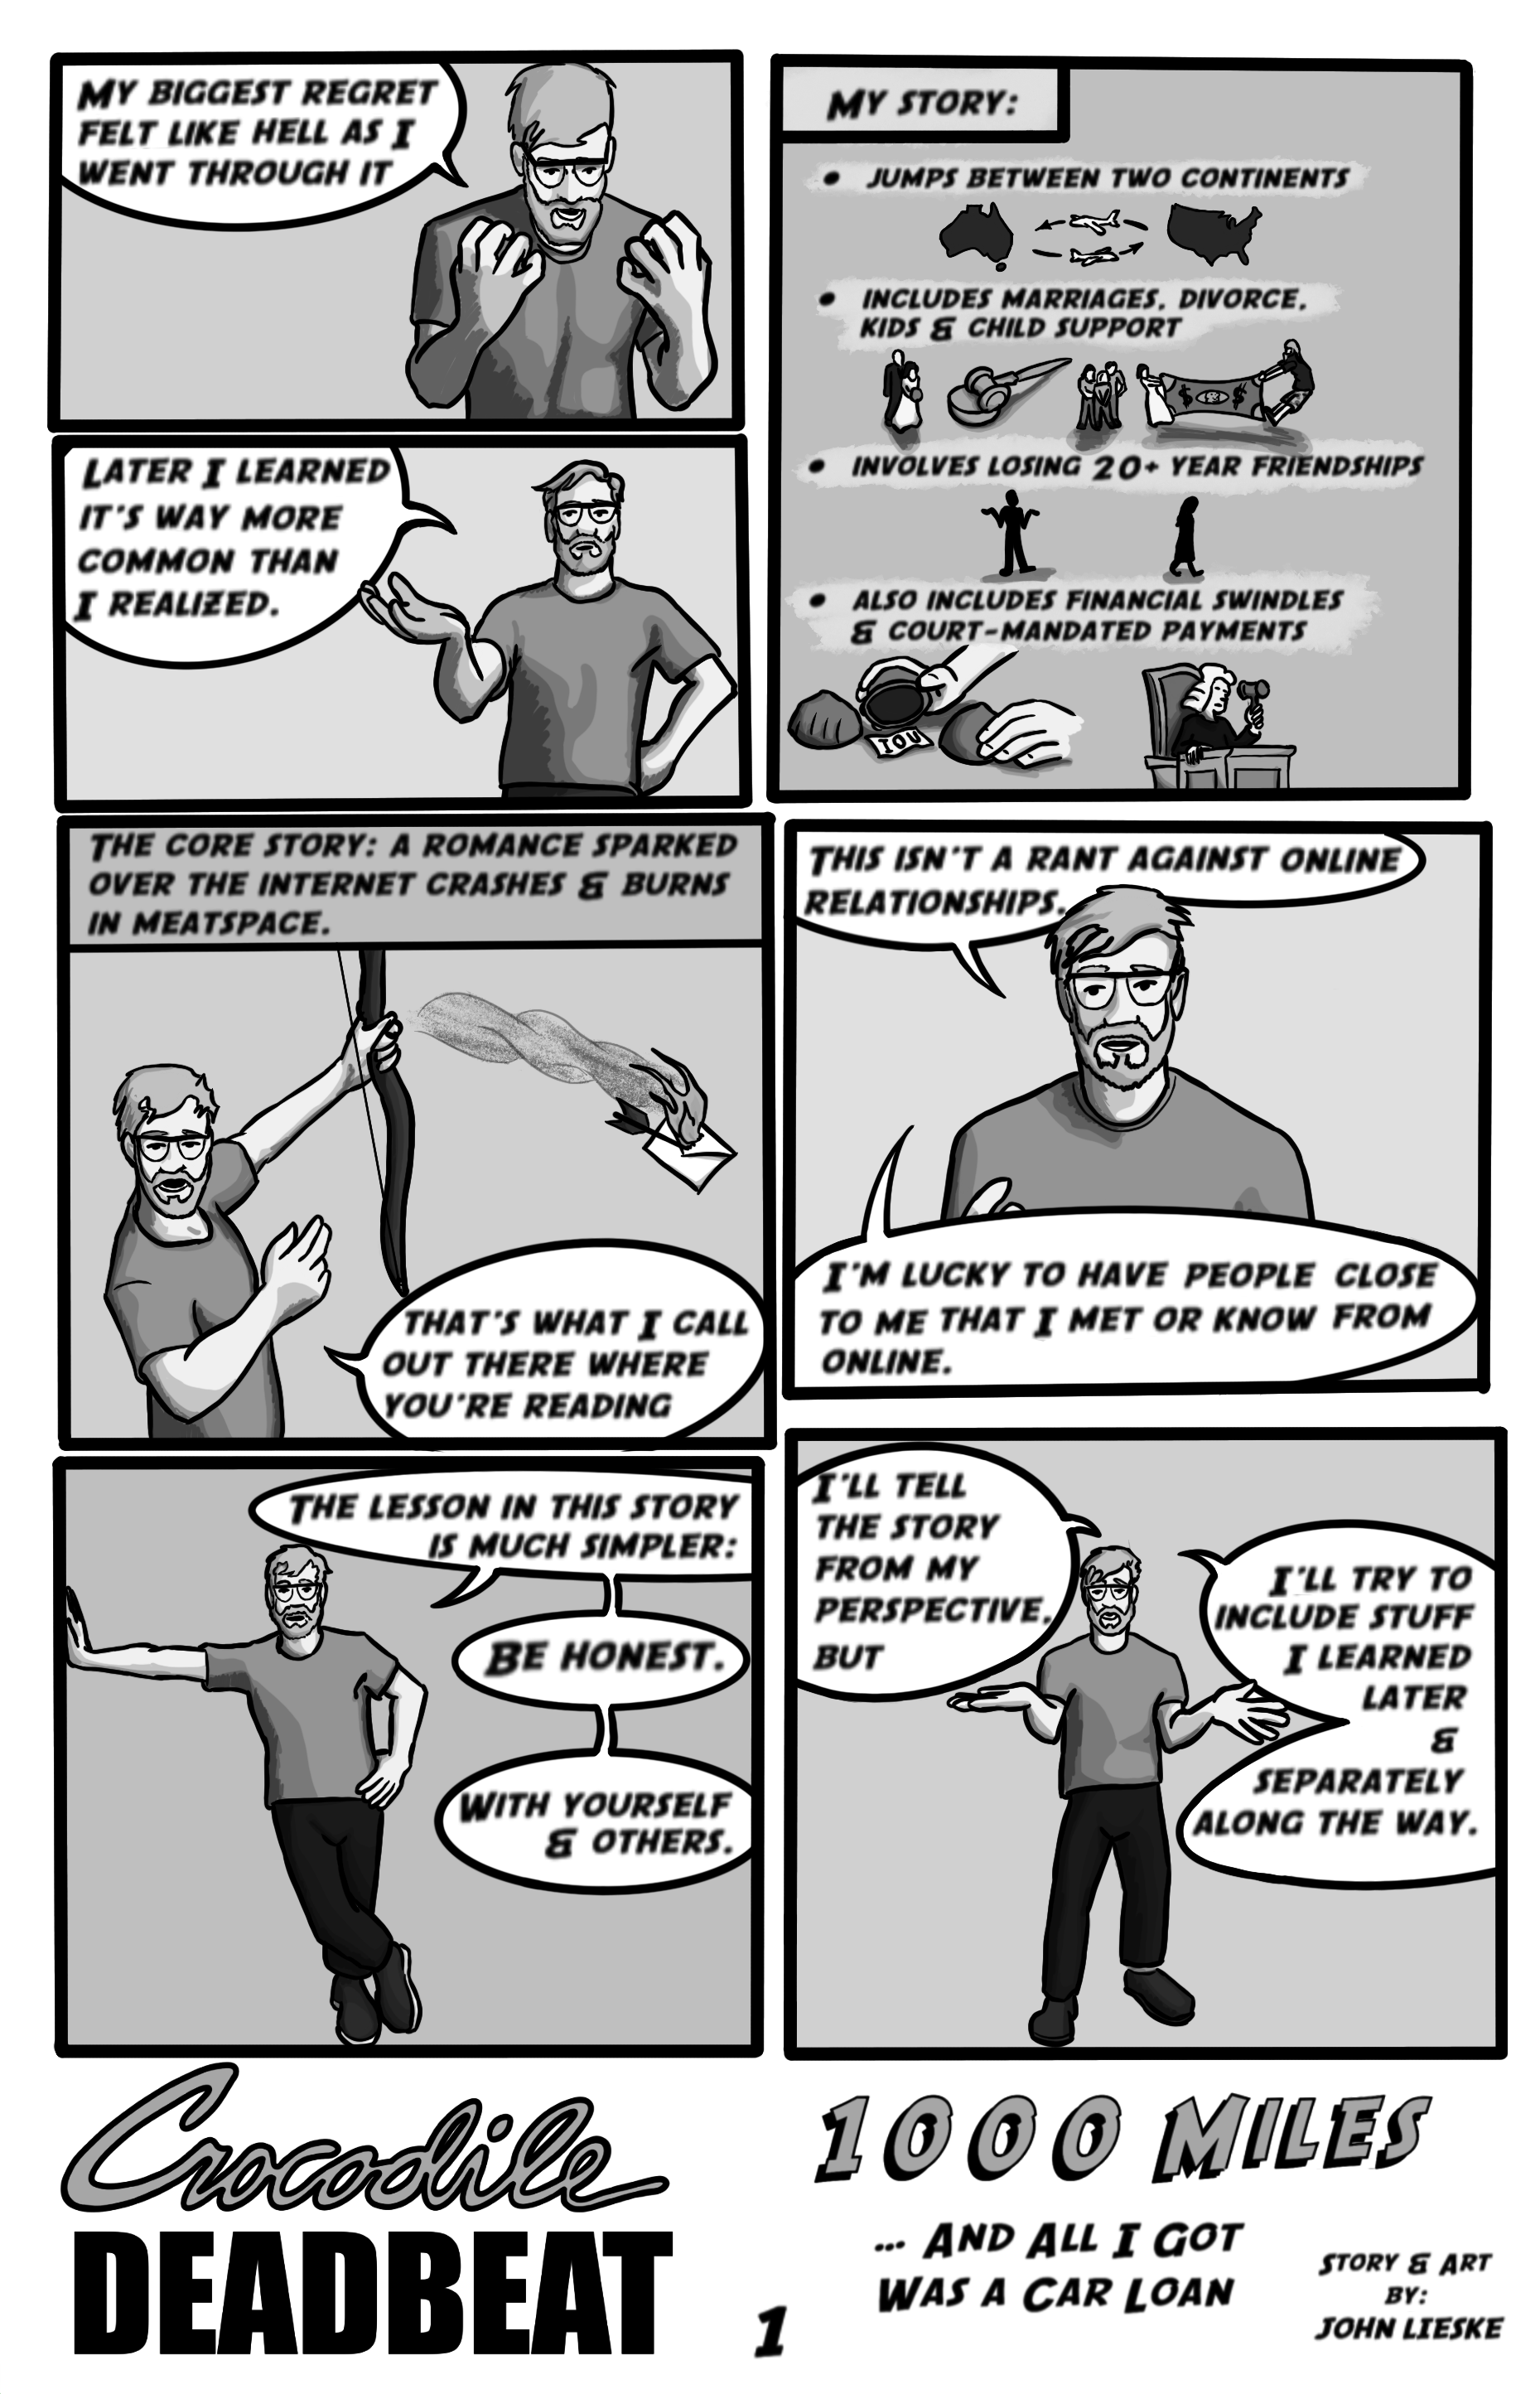 My biggest regret
felt like hell as I
went through it
Later I learned
it's way more
common than
I realized.
My story:
• jumps between two continents
• includes marriages, divorce,
kids & child support
$ $
• involves losing 20+ year friendships
• also includes financial swindles
& court-mandated payments
IOU
The core story: a romance sparked
over the internet crashes & burns
in meatspace.
that's what I call
out there where
you're reading
This isn't a rant against online
relationships.
I'm lucky to have people close
to me that I met or know from
online.
The lesson in this story
is much simpler:
Be honest.
With yourself
& others.
I'll tell
the story
from my
perspective,
but
I'll try to
include stuff
I learned
later
&
separately
along the way.
Crocodile
DEADBEAT
1
1000 Miles
... And All I Got
Was a Car Loan
Story & Art
by:
John Lieske